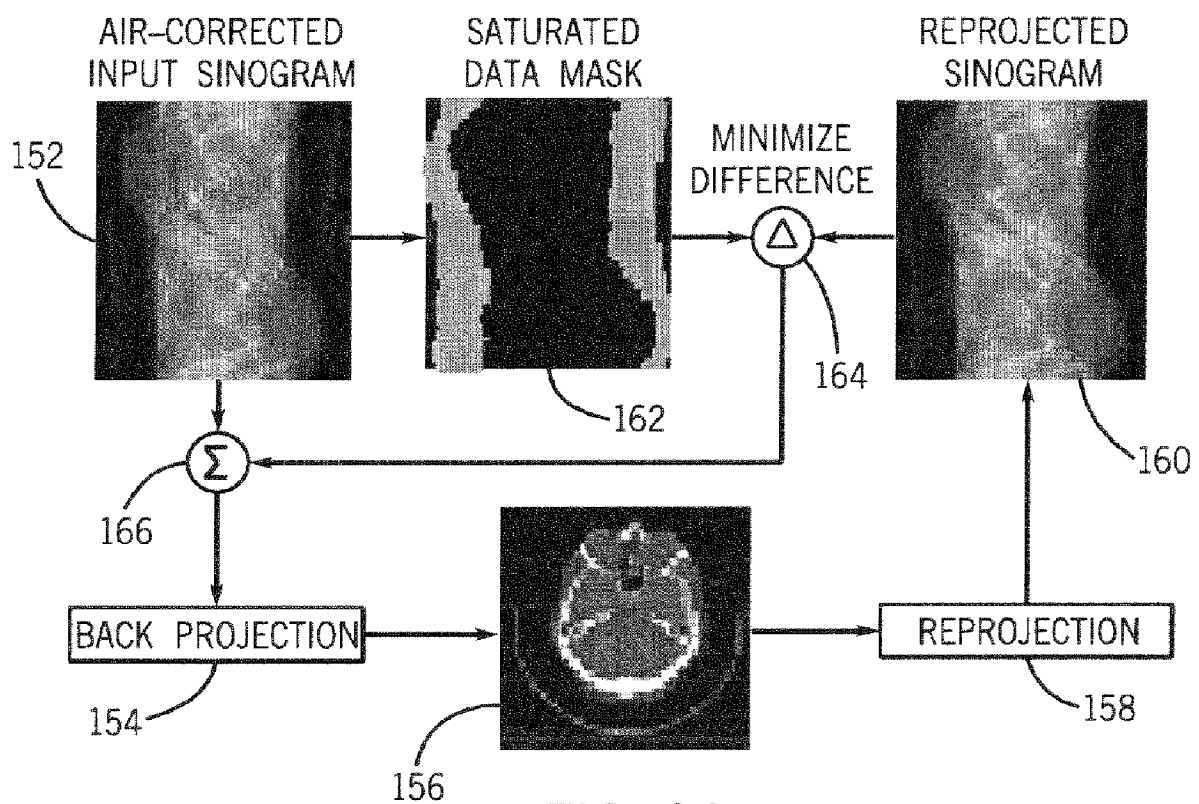 AIR–CORRECTED
INPUT SINOGRAM
SATURATED
DATA MASK
REPROJECTED
SINOGRAM
MINIMIZE
DIFFERENCE
152
Δ
164
162
160
Σ
166
BACK PROJECTION
REPROJECTION
154
158
156